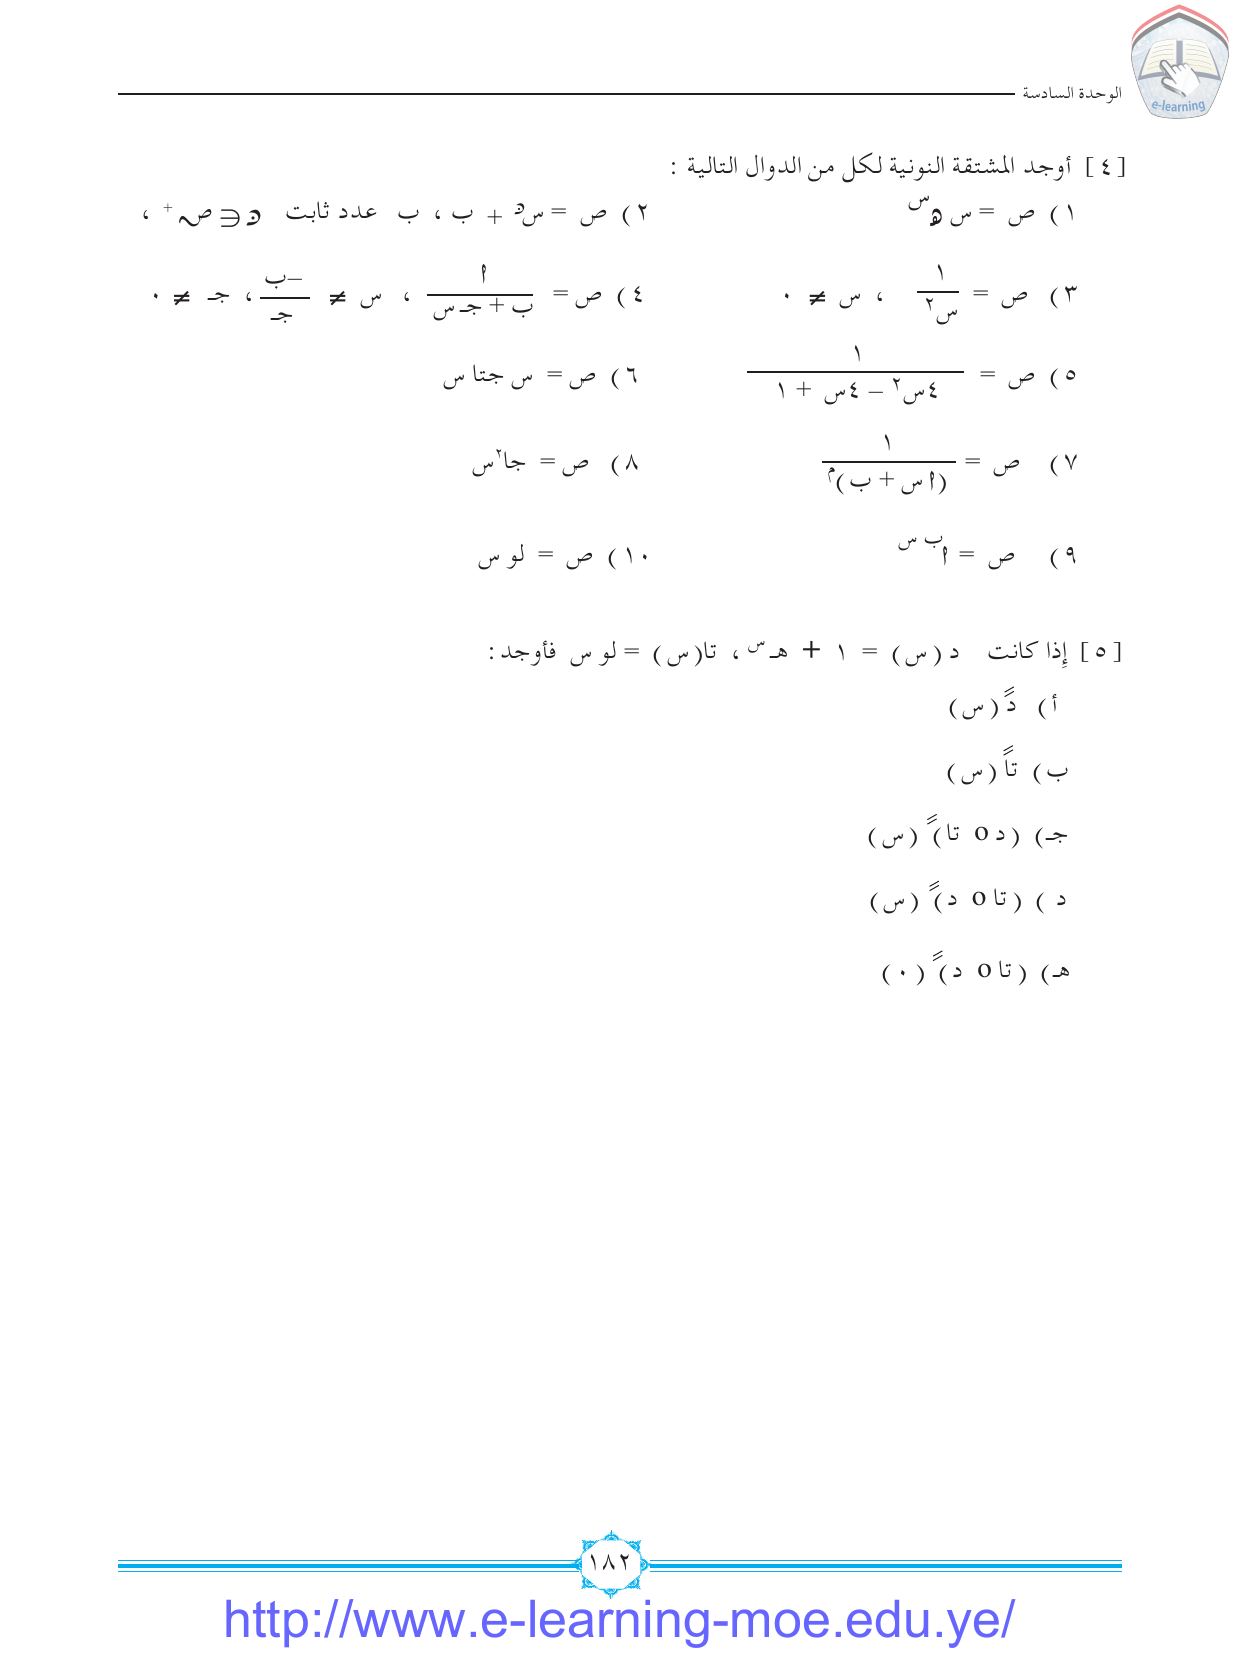 e-learning
الوحدة السادسة
[٤] أوجد المشتقة النونية لكل من الدوال التالية :
١) ص = س هـ^س
٢) ص = س^ن + ب ، ب عدد ثابت ن ∈ ص~⁺ ،
٣) ص = ١ / س^٢ ، س ≠ ٠
٤) ص = ا / (ب + جـ س) ، س ≠ –ب / جـ ، جـ ≠ ٠
٥) ص = ١ / (٤س^٢ – ٤س + ١)
٦) ص = س جتا س
٧) ص = ١ / (ا س + ب)^م
٨) ص = جا^٢س
٩) ص = ا^ب س
١٠) ص = لو س
[٥] إذا كانت د (س) = ١ + هـ^س ، تا(س) = لو س فأوجد :
أ) دً (س)
ب) تاً (س)
جـ) (د o تا)ً (س)
د ) (تا o د)ً (س)
هـ) (تا o د)ً (٠)
١٨٢
http://www.e-learning-moe.edu.ye/